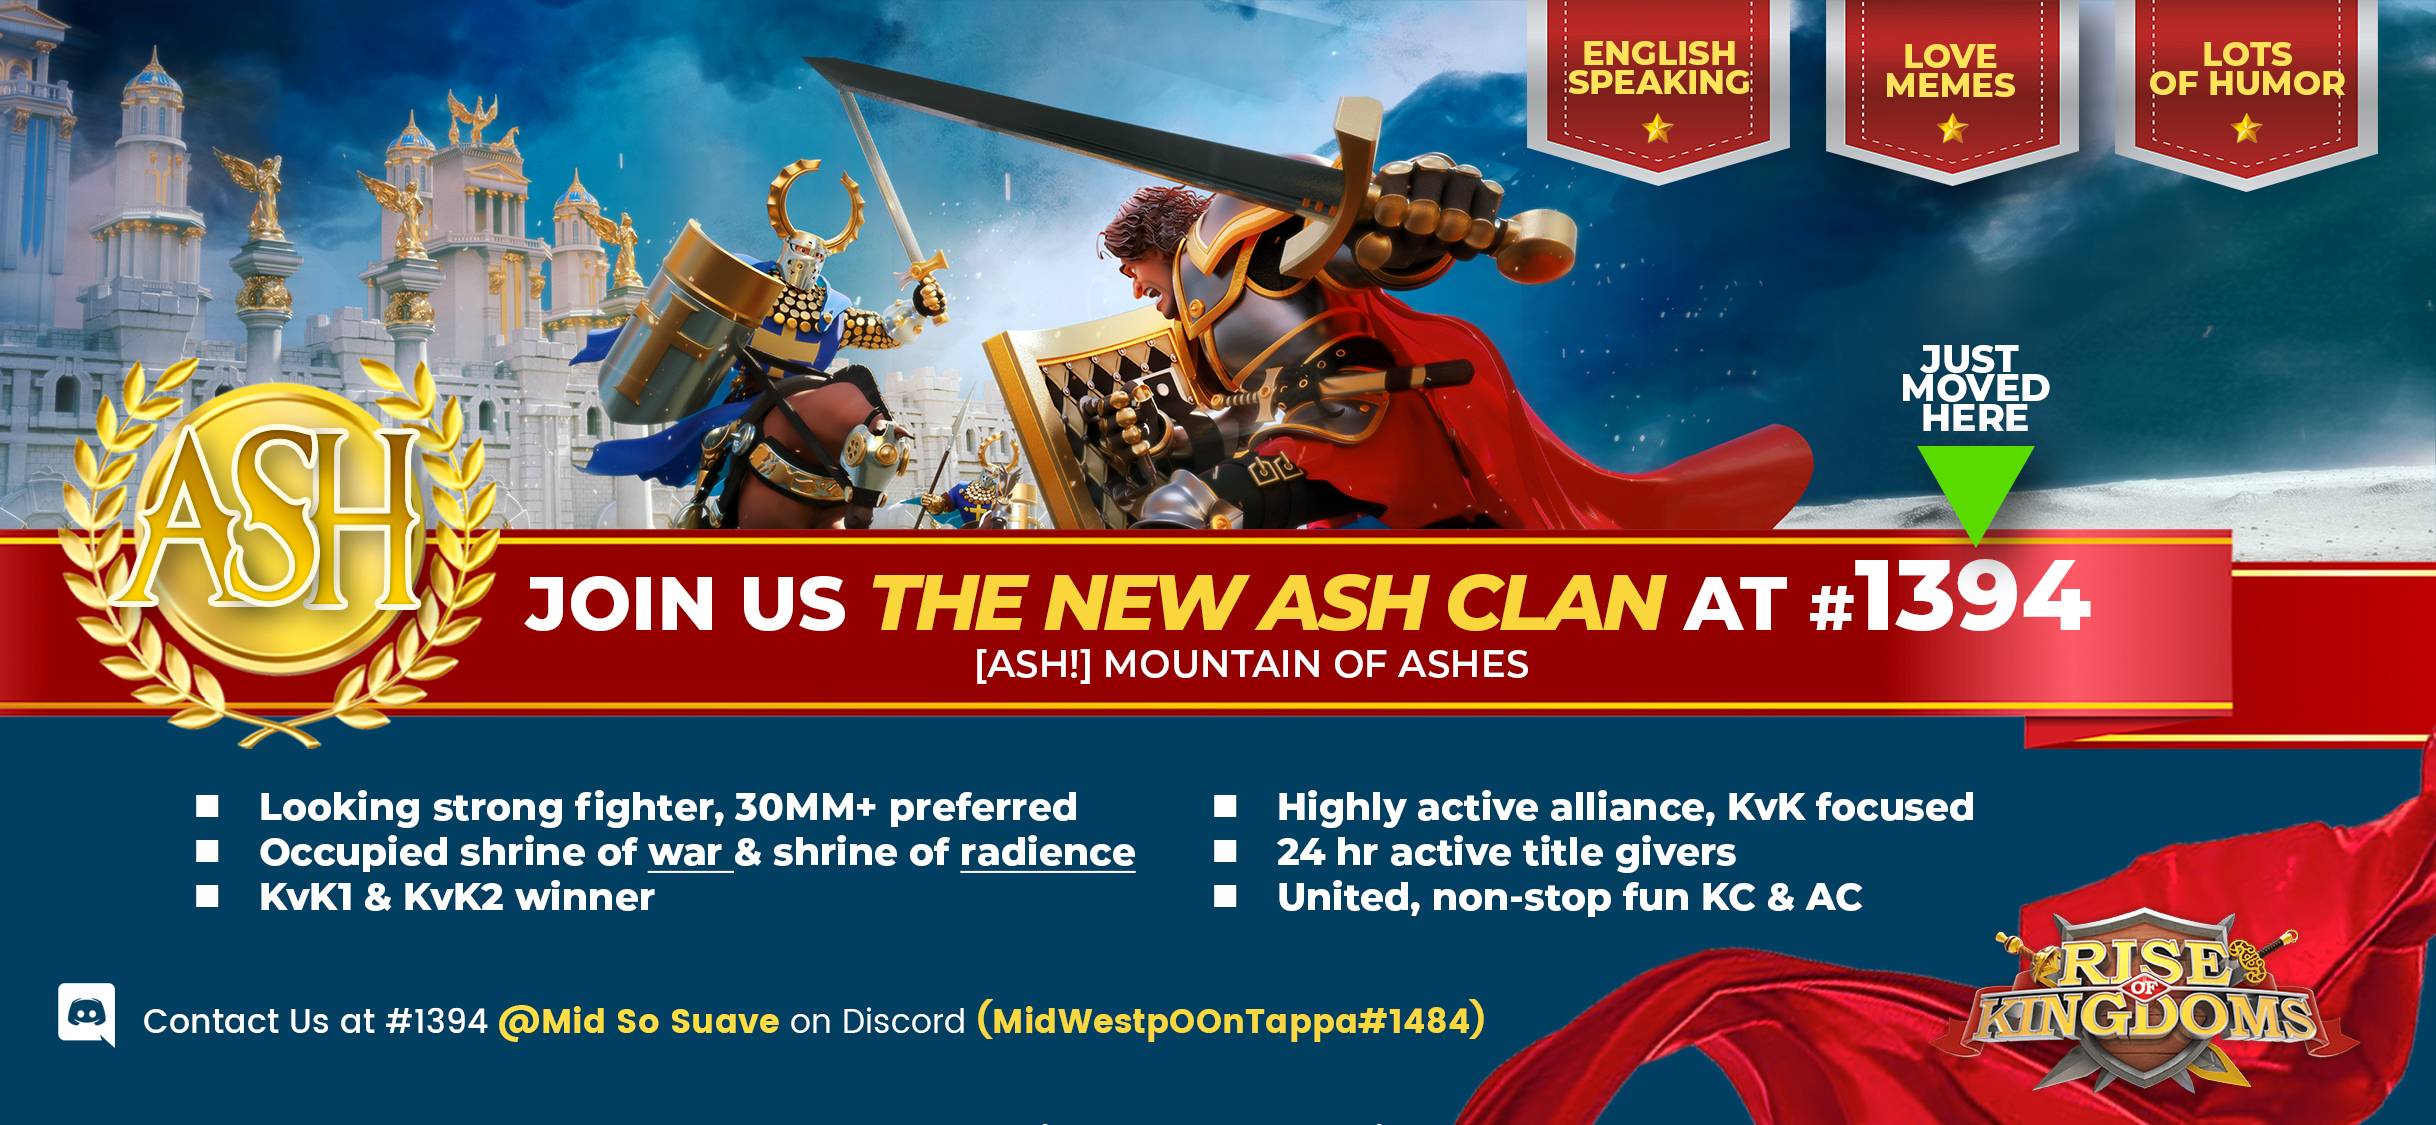 ENGLISH
SPEAKING
LOVE
MEMES
LOTS
OF HUMOR
JUST
MOVED
HERE
ASH
JOIN US THE NEW ASH CLAN AT #1394
[ASH!] MOUNTAIN OF ASHES
Looking strong fighter, 30MM+ preferred
Occupied shrine of war & shrine of radience
KvK1 & KvK2 winner
Highly active alliance, KvK focused
24 hr active title givers
United, non-stop fun KC & AC
Contact Us at #1394 @Mid So Suave on Discord (MidWestpOOnTappa#1484)
RISE
OF
KINGDOMS